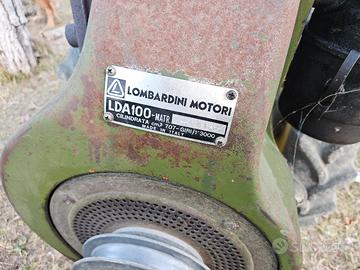 LOMBARDINI MOTORI
LDA100-MATR
CILINDRATA cm³ 707-GIRI/1' 3000
MADE IN ITALY